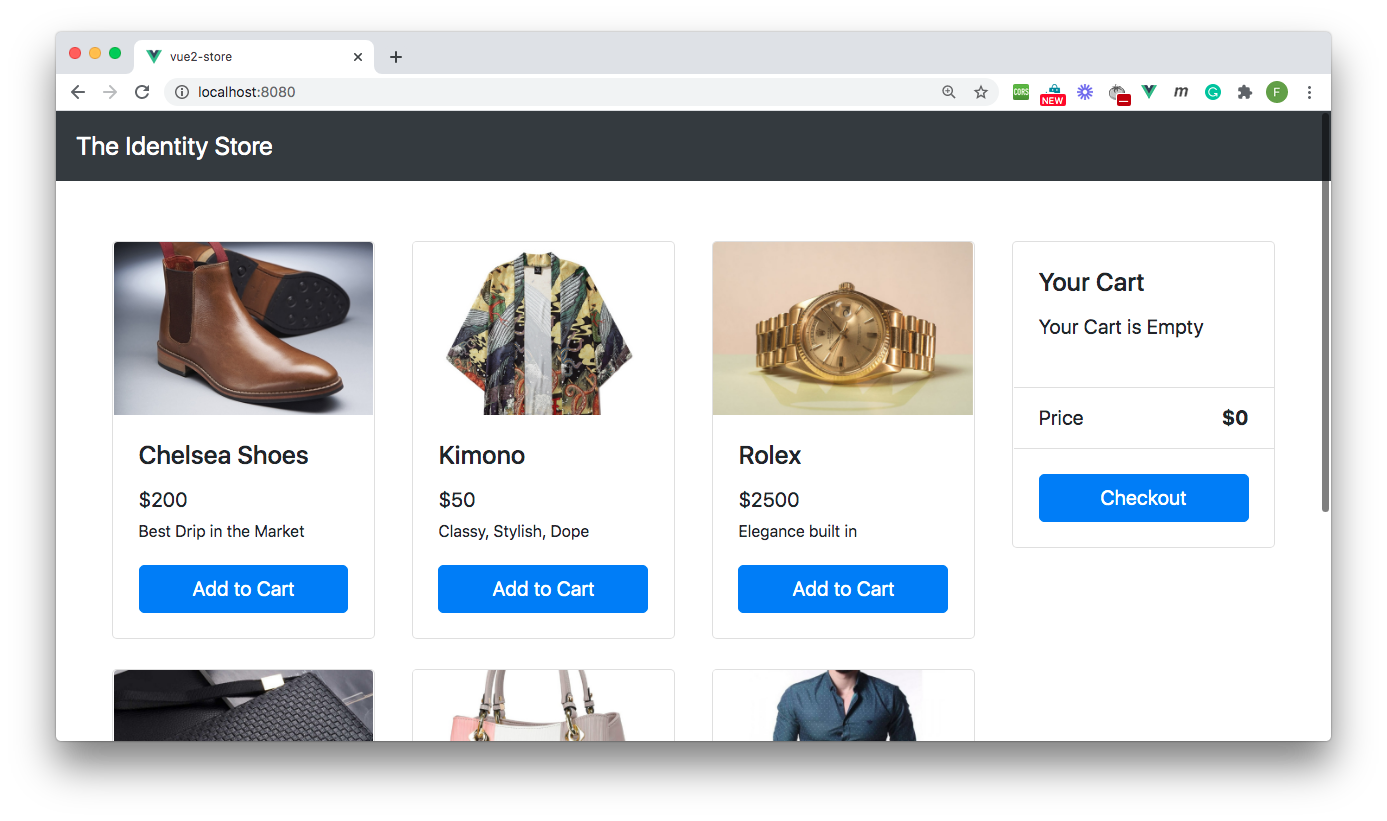 vue2-store
localhost:8080
CORS
NEW
m
F
The Identity Store
Chelsea Shoes
$200
Best Drip in the Market
Add to Cart
Kimono
$50
Classy, Stylish, Dope
Add to Cart
Rolex
$2500
Elegance built in
Add to Cart
Your Cart
Your Cart is Empty
Price $0
Checkout